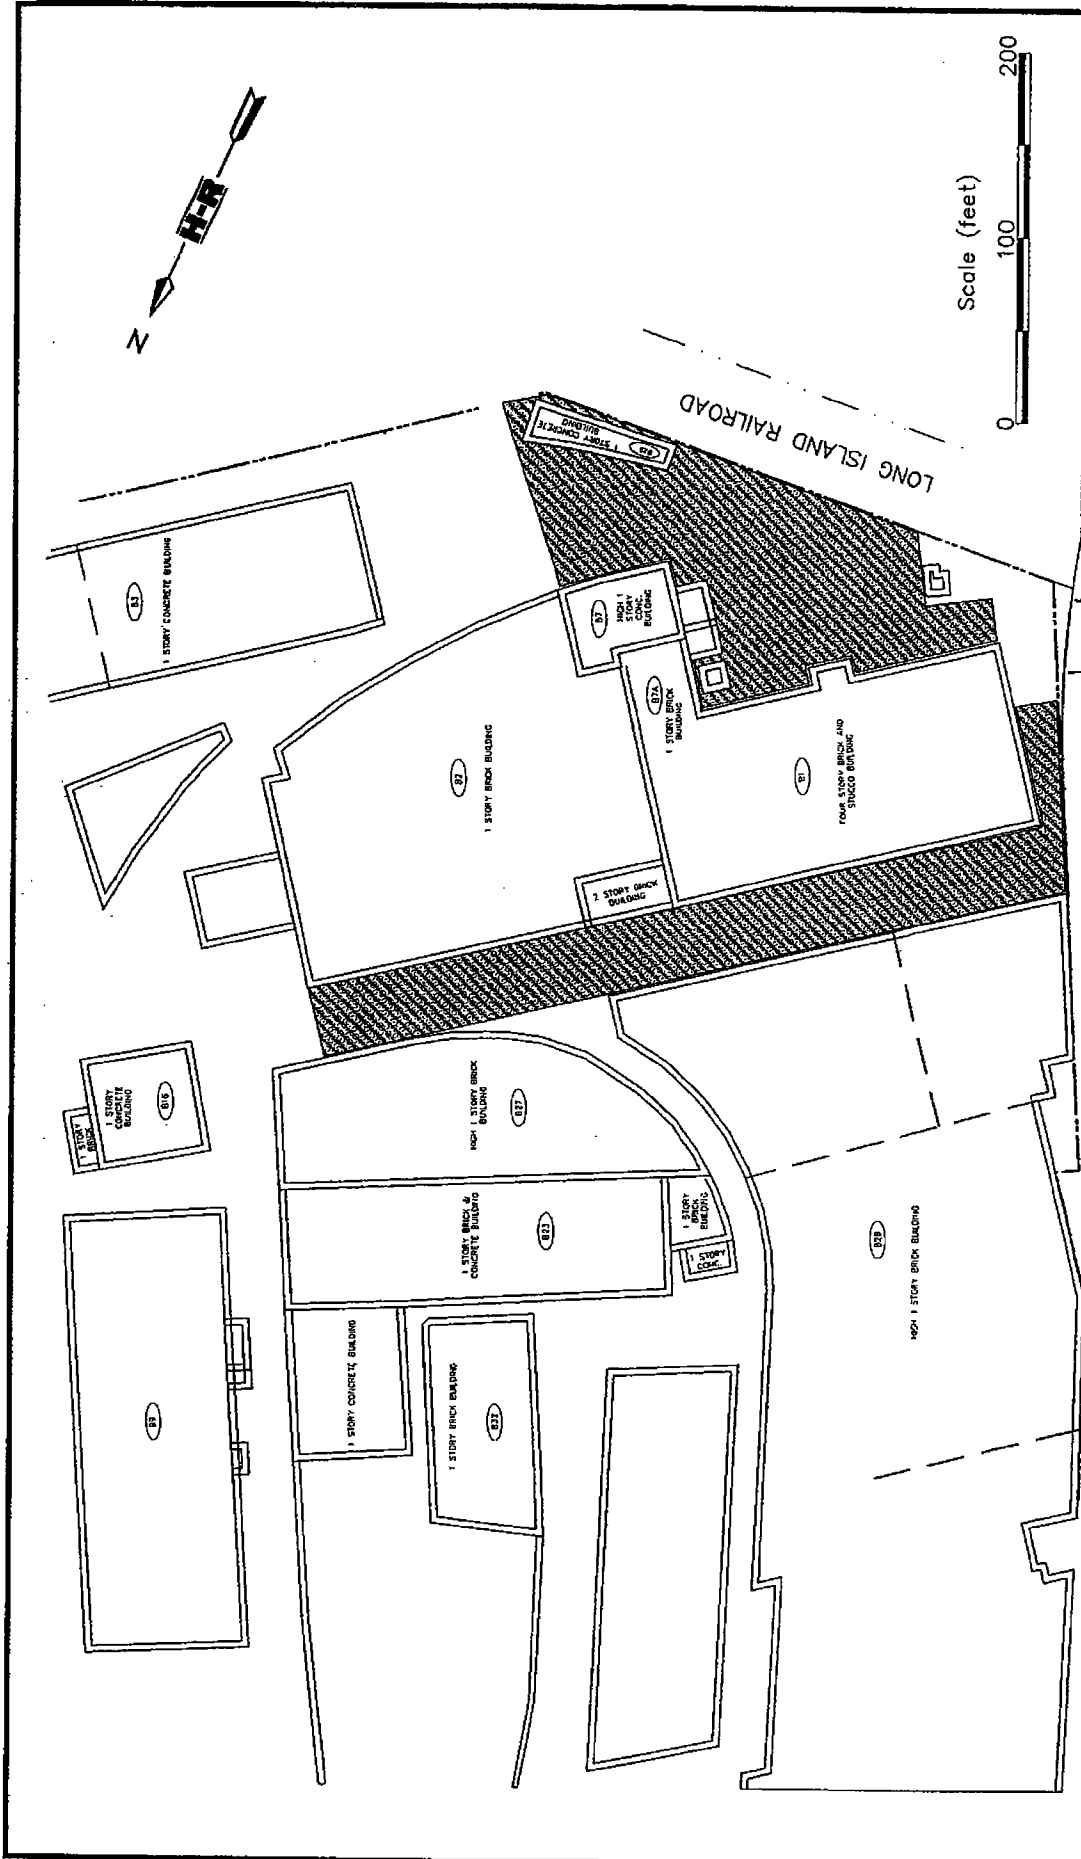 N
H-R
Scale (feet)
0
100
200
LONG ISLAND RAILROAD
B3
1 STORY CONCRETE BUILDING
1 STORY CONCRETE
BUILDING
B7
HIGH 1
STORY
CONC.
BUILDING
B7A
1 STORY BRICK
BUILDING
B2
1 STORY BRICK BUILDING
B1
FOUR STORY BRICK AND
STUCCO BUILDING
2 STORY BRICK
BUILDING
1 STORY
BRICK
1 STORY
CONCRETE
BUILDING
B16
HIGH 1 STORY BRICK
BUILDING
B27
1 STORY BRICK &
CONCRETE BUILDING
B23
1 STORY
BRICK
BUILDING
1 STORY
CONC.
B28
HIGH 1 STORY BRICK BUILDING
B9
1 STORY CONCRETE BUILDING
1 STORY BRICK BUILDING
B32